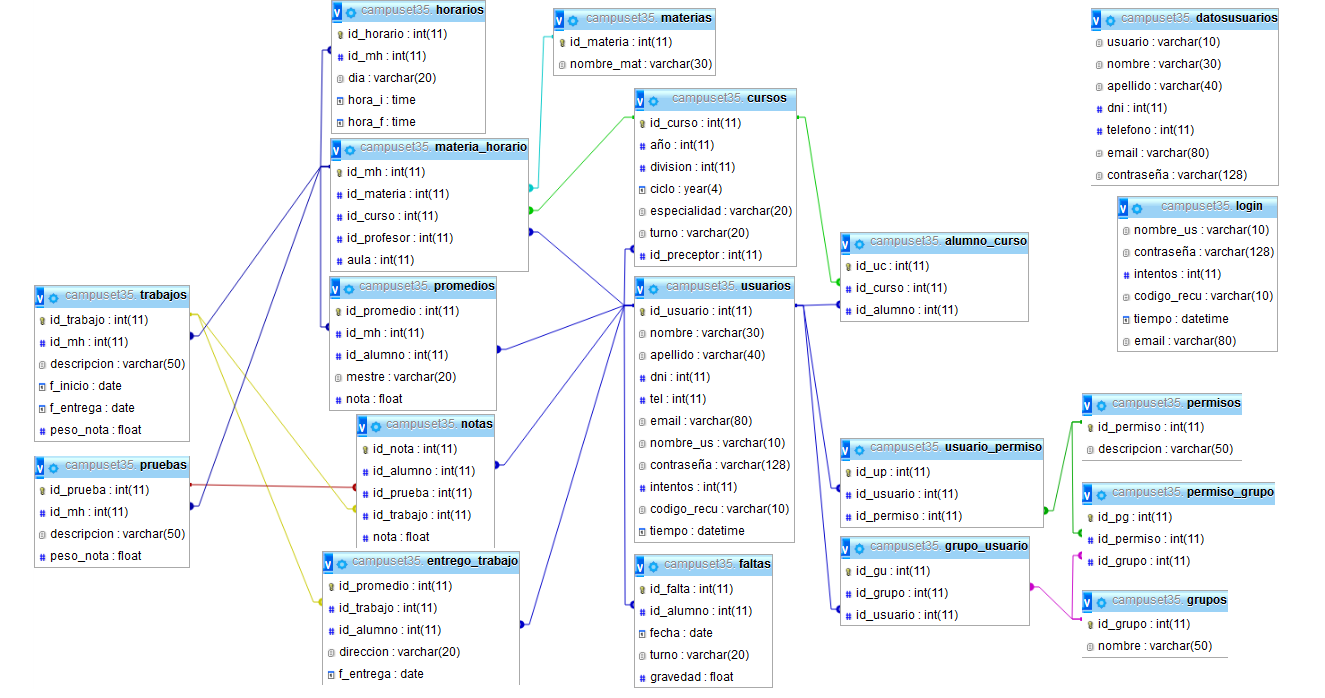 campuset35. horarios
id_horario : int(11)
id_mh : int(11)
dia : varchar(20)
hora_i : time
hora_f : time
campuset35. materias
id_materia : int(11)
nombre_mat : varchar(30)
campuset35. datosusuarios
usuario : varchar(10)
nombre : varchar(30)
apellido : varchar(40)
dni : int(11)
telefono : int(11)
email : varchar(80)
contraseña : varchar(128)
campuset35. cursos
id_curso : int(11)
año : int(11)
division : int(11)
ciclo : year(4)
especialidad : varchar(20)
turno : varchar(20)
id_preceptor : int(11)
campuset35. materia_horario
id_mh : int(11)
id_materia : int(11)
id_curso : int(11)
id_profesor : int(11)
aula : int(11)
campuset35. login
nombre_us : varchar(10)
contraseña : varchar(128)
intentos : int(11)
codigo_recu : varchar(10)
tiempo : datetime
email : varchar(80)
campuset35. alumno_curso
id_uc : int(11)
id_curso : int(11)
id_alumno : int(11)
campuset35. trabajos
id_trabajo : int(11)
id_mh : int(11)
descripcion : varchar(50)
f_inicio : date
f_entrega : date
peso_nota : float
campuset35. promedios
id_promedio : int(11)
id_mh : int(11)
id_alumno : int(11)
mestre : varchar(20)
nota : float
campuset35. usuarios
id_usuario : int(11)
nombre : varchar(30)
apellido : varchar(40)
dni : int(11)
tel : int(11)
email : varchar(80)
nombre_us : varchar(10)
contraseña : varchar(128)
intentos : int(11)
codigo_recu : varchar(10)
tiempo : datetime
campuset35. permisos
id_permiso : int(11)
descripcion : varchar(50)
campuset35. notas
id_nota : int(11)
id_alumno : int(11)
id_prueba : int(11)
id_trabajo : int(11)
nota : float
campuset35. usuario_permiso
id_up : int(11)
id_usuario : int(11)
id_permiso : int(11)
campuset35. pruebas
id_prueba : int(11)
id_mh : int(11)
descripcion : varchar(50)
peso_nota : float
campuset35. permiso_grupo
id_pg : int(11)
id_permiso : int(11)
id_grupo : int(11)
campuset35. grupo_usuario
id_gu : int(11)
id_grupo : int(11)
id_usuario : int(11)
campuset35. entrego_trabajo
id_promedio : int(11)
id_trabajo : int(11)
id_alumno : int(11)
direccion : varchar(20)
f_entrega : date
campuset35. faltas
id_falta : int(11)
id_alumno : int(11)
fecha : date
turno : varchar(20)
gravedad : float
campuset35. grupos
id_grupo : int(11)
nombre : varchar(50)